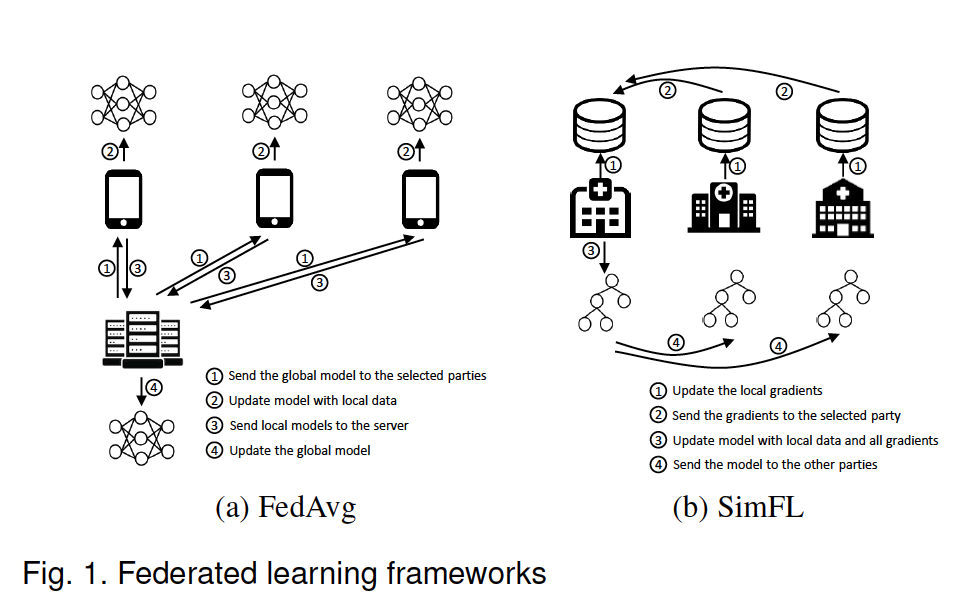 ② ② ②
① ③ ① ③ ① ③
④
① Send the global model to the selected parties
② Update model with local data
③ Send local models to the server
④ Update the global model
(a) FedAvg
② ②
① ① ①
③
④ ④
① Update the local gradients
② Send the gradients to the selected party
③ Update model with local data and all gradients
④ Send the model to the other parties
(b) SimFL
Fig. 1. Federated learning frameworks